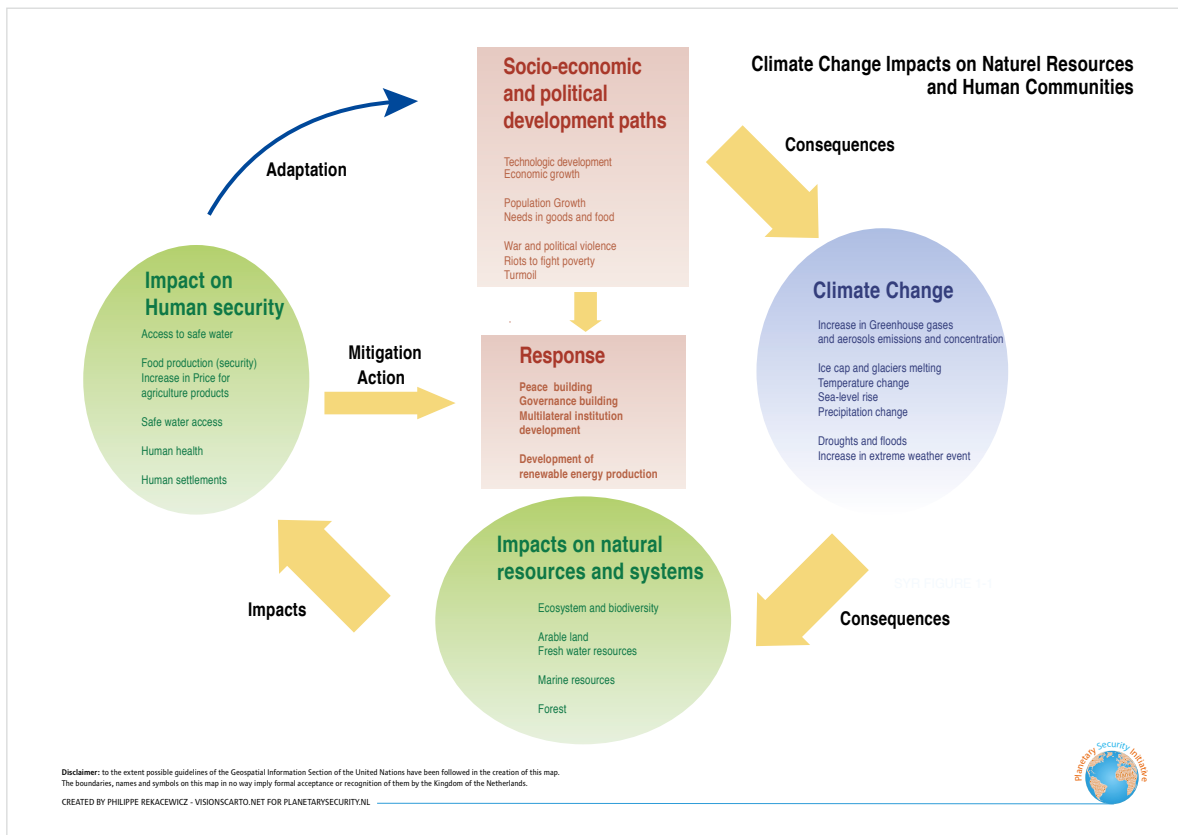 Climate Change Impacts on Naturel Resources
and Human Communities
Socio-economic
and political
development paths
Technologic development
Economic growth
Population Growth
Needs in goods and food
War and political violence
Riots to fight poverty
Turmoil
Consequences
Adaptation
Impact on
Human security
Access to safe water
Food production (security)
Increase in Price for
agriculture products
Safe water access
Human health
Human settlements
Mitigation
Action
Response
Peace building
Governance building
Multilateral institution
development
Development of
renewable energy production
Climate Change
Increase in Greenhouse gases
and aerosols emissions and concentration
Ice cap and glaciers melting
Temperature change
Sea-level rise
Precipitation change
Droughts and floods
Increase in extreme weather event
Impacts on natural
resources and systems
Ecosystem and biodiversity
Arable land
Fresh water resources
Marine resources
Forest
Impacts
Consequences
SYR FIGURE 1-1
Disclaimer: to the extent possible guidelines of the Geospatial Information Section of the United Nations have been followed in the creation of this map.
The boundaries, names and symbols on this map in no way imply formal acceptance or recognition of them by the Kingdom of the Netherlands.
CREATED BY PHILIPPE REKACEWICZ - VISIONSCARTO.NET FOR PLANETARYSECURITY.NL
Planetary Security Initiative